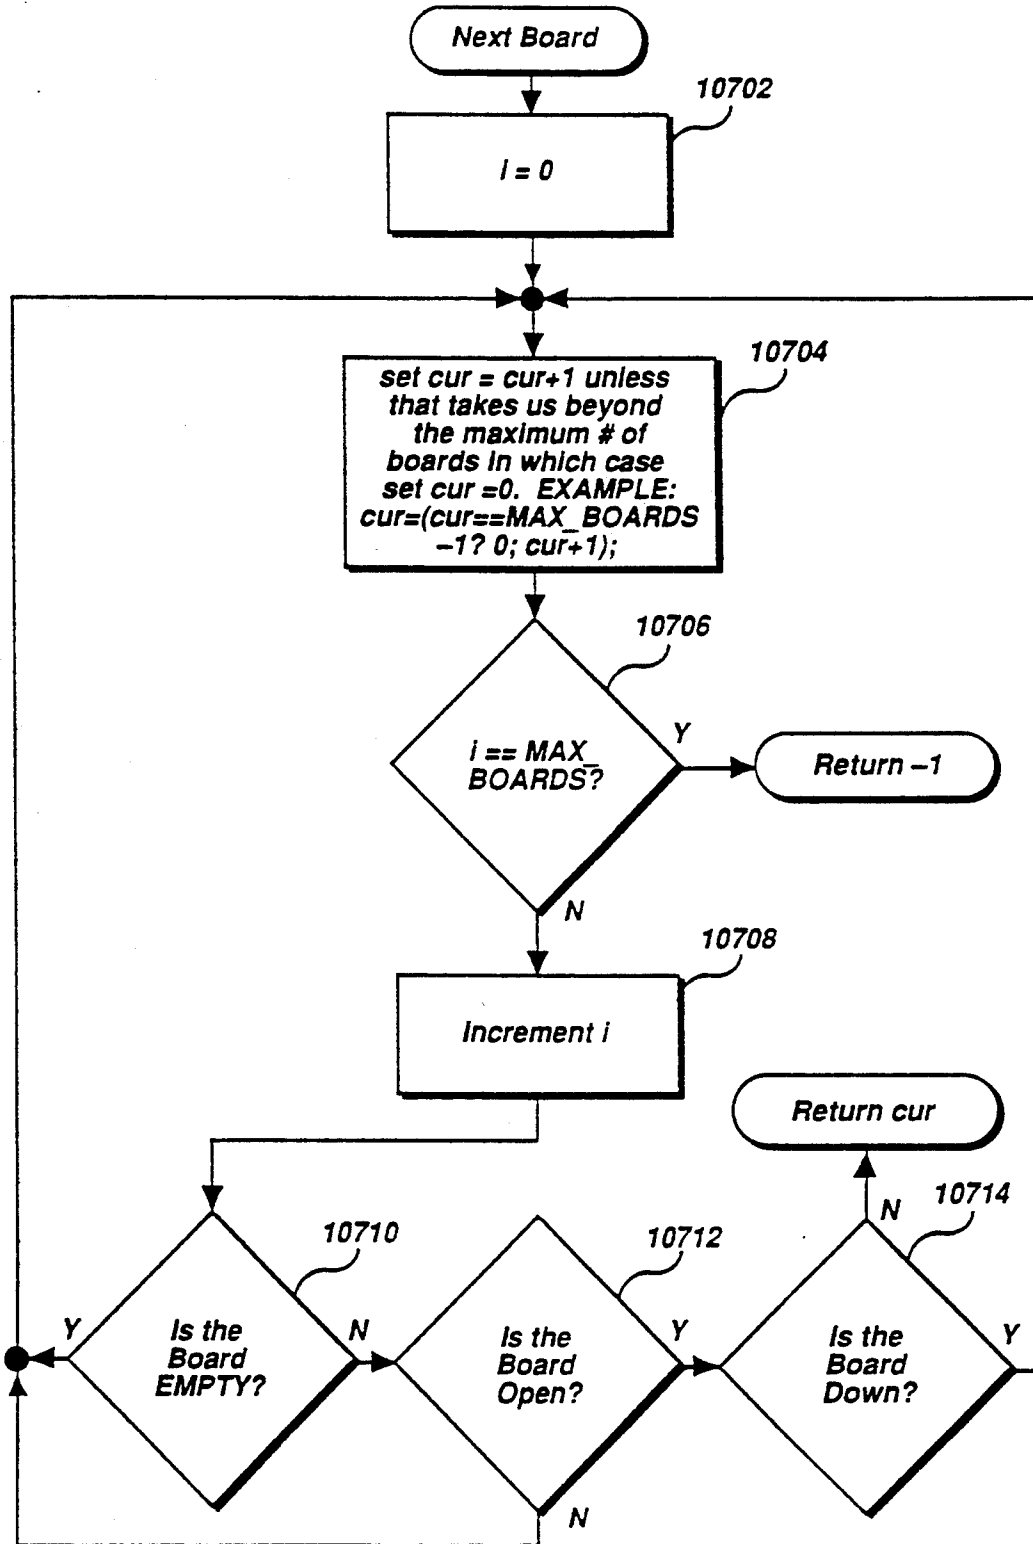 Next Board
10702
i = 0
10704
set cur = cur+1 unless
that takes us beyond
the maximum # of
boards in which case
set cur =0. EXAMPLE:
cur=(cur==MAX_BOARDS
-1? 0; cur+1);
10706
i == MAX_
BOARDS?
Y
Return -1
N
10708
Increment i
Return cur
10710
Is the
Board
EMPTY?
Y
N
10712
Is the
Board
Open?
Y
N
10714
Is the
Board
Down?
N
Y